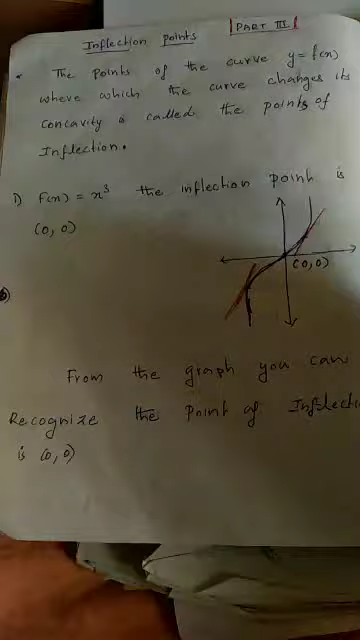 Inflection points PART III
* The points of the curve y=f(x)
where which the curve changes its
concavity is called the points of
Inflection.
1) f(x) = x³ the inflection point is
(0, 0)
(0,0)
From the graph you can
Recognize the point of Inflecti
is (0, 0)